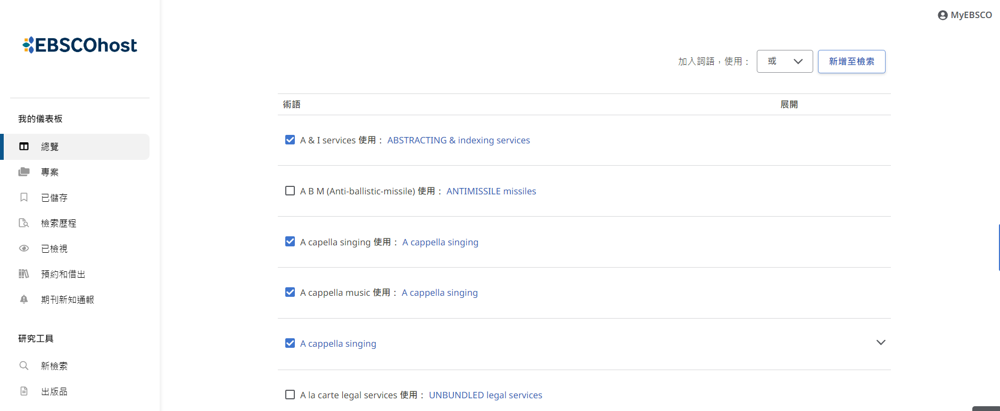 MyEBSCO
EBSCOhost
加入詞語，使用：
或
新增至檢索
我的儀表板
總覽
專案
已儲存
檢索歷程
已檢視
預約和借出
期刊新知通報
研究工具
新檢索
出版品
術語 展開
A & I services 使用： ABSTRACTING & indexing services
A B M (Anti-ballistic-missile) 使用： ANTIMISSILE missiles
A capella singing 使用： A cappella singing
A cappella music 使用： A cappella singing
A cappella singing
A la carte legal services 使用： UNBUNDLED legal services